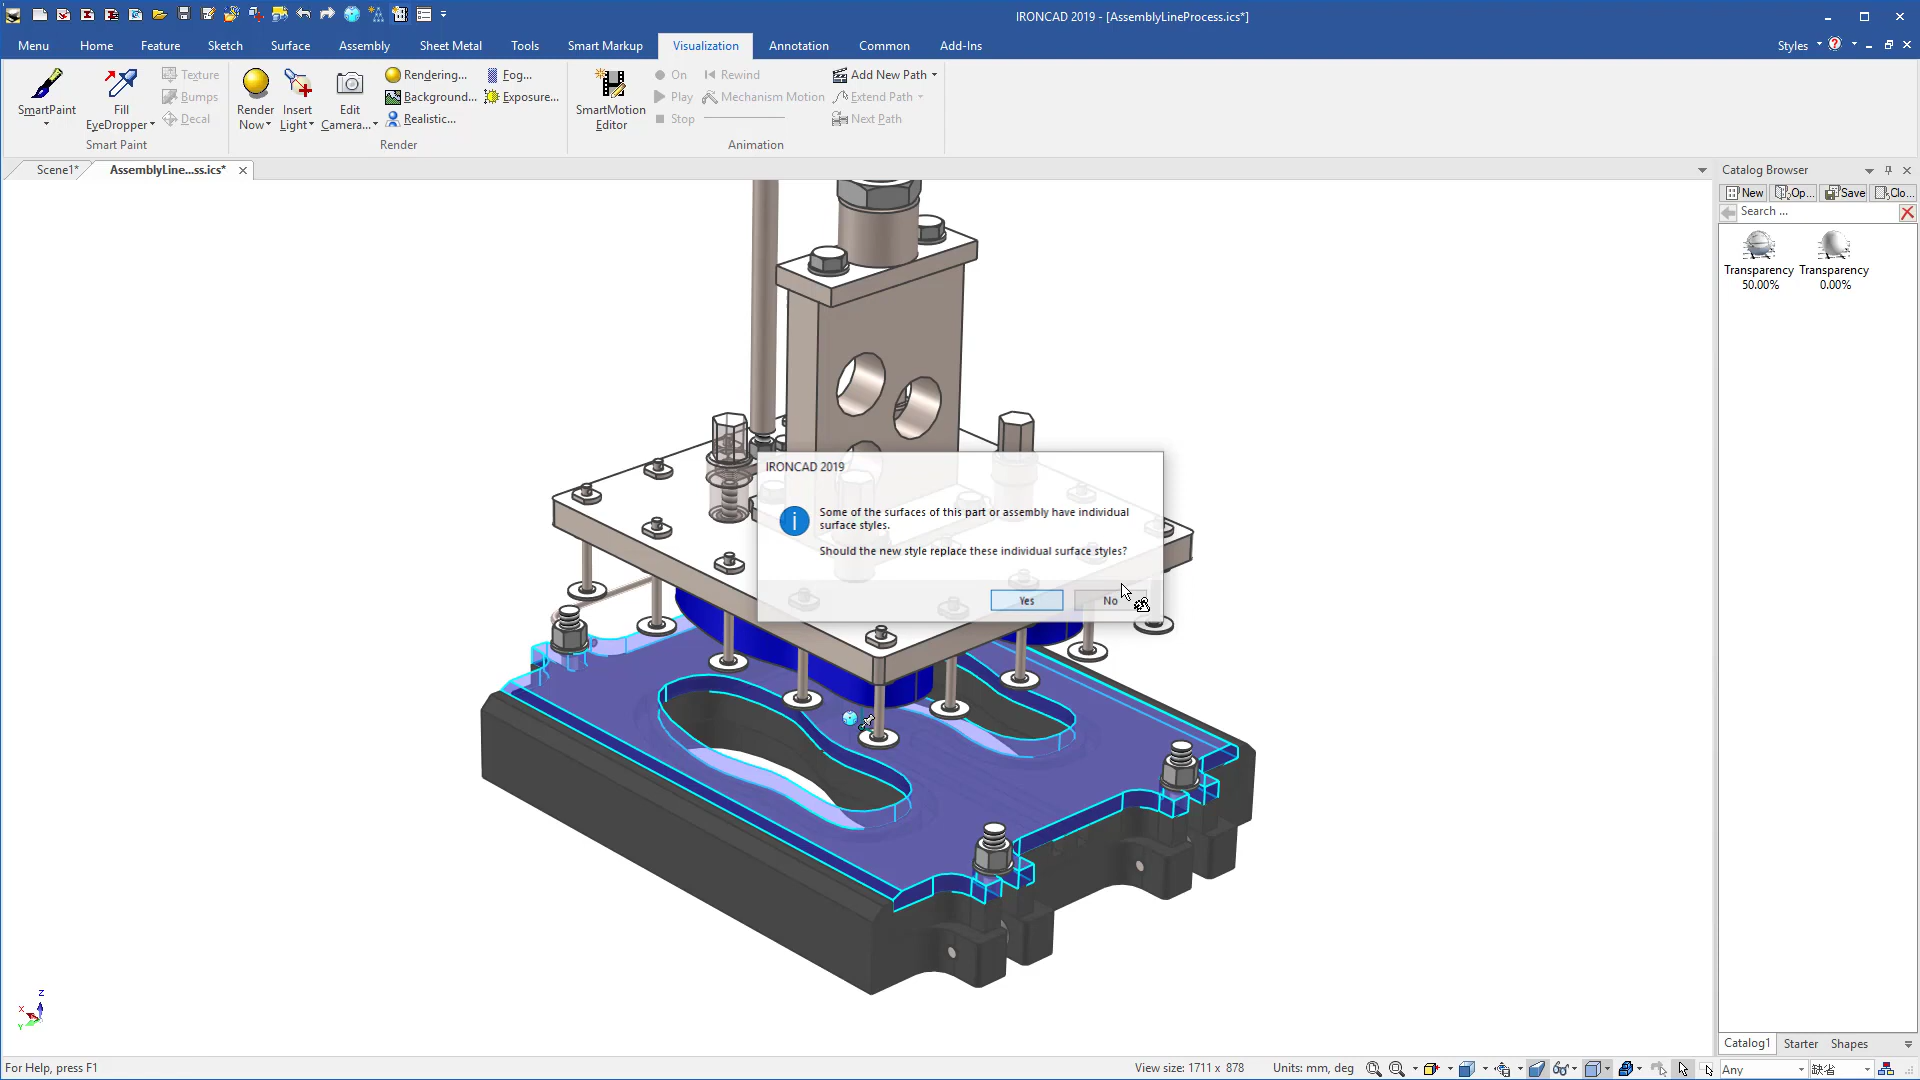 IRONCAD 2019 - [AssemblyLineProcess.ics*]
Menu Home Feature Sketch Surface Assembly Sheet Metal Tools Smart Markup Visualization Annotation Common Add-Ins Styles
SmartPaint
Fill
EyeDropper
Texture
Bumps
Decal
Smart Paint
Render
Now
Insert
Light
Edit
Camera...
Rendering...
Background...
Realistic...
Fog...
Exposure...
Render
SmartMotion
Editor
On
Play
Stop
Rewind
Mechanism Motion
Add New Path
Extend Path
Next Path
Animation
Scene1*
AssemblyLine...ss.ics*
Catalog Browser
New Op... Save Clo...
Search ...
Transparency
50.00%
Transparency
0.00%
IRONCAD 2019
Some of the surfaces of this part or assembly have individual
surface styles.
Should the new style replace these individual surface styles?
Yes No
Z
X
Y
Catalog1 Starter Shapes
For Help, press F1
View size: 1711 x 878
Units: mm, deg
Any
缺省